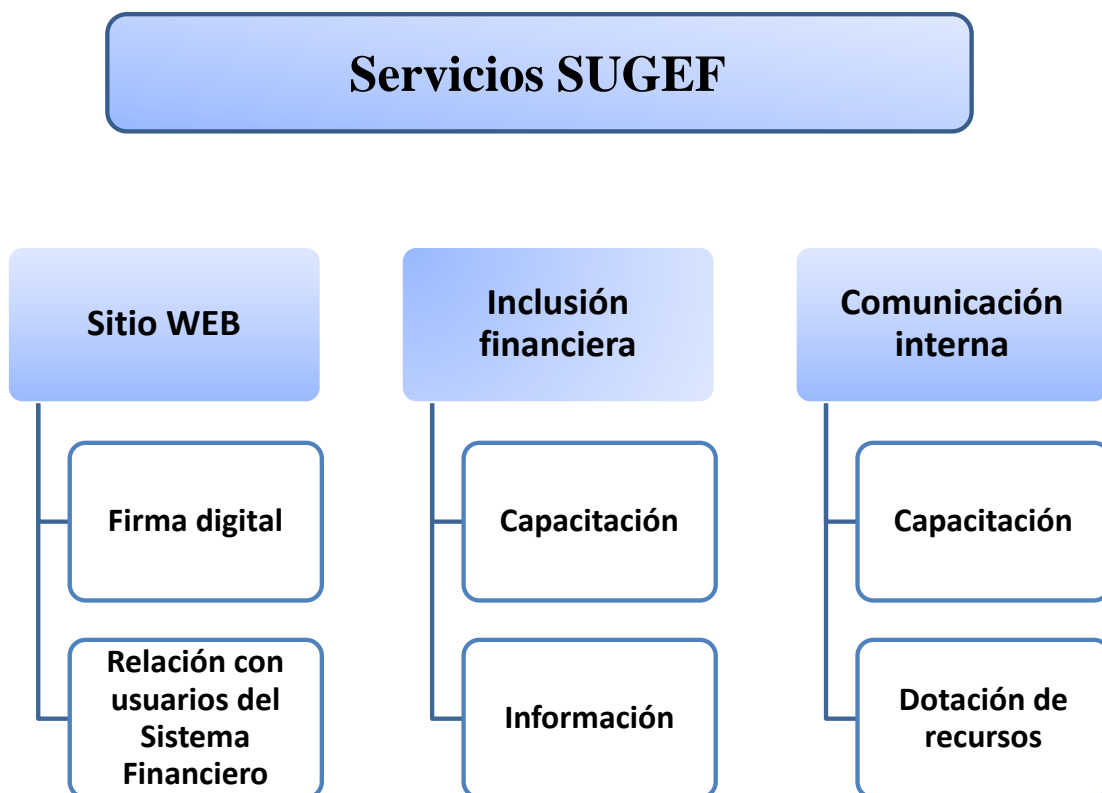 Servicios SUGEF
Sitio WEB
Firma digital
Relación con
usuarios del
Sistema
Financiero
Inclusión
financiera
Capacitación
Información
Comunicación
interna
Capacitación
Dotación de
recursos